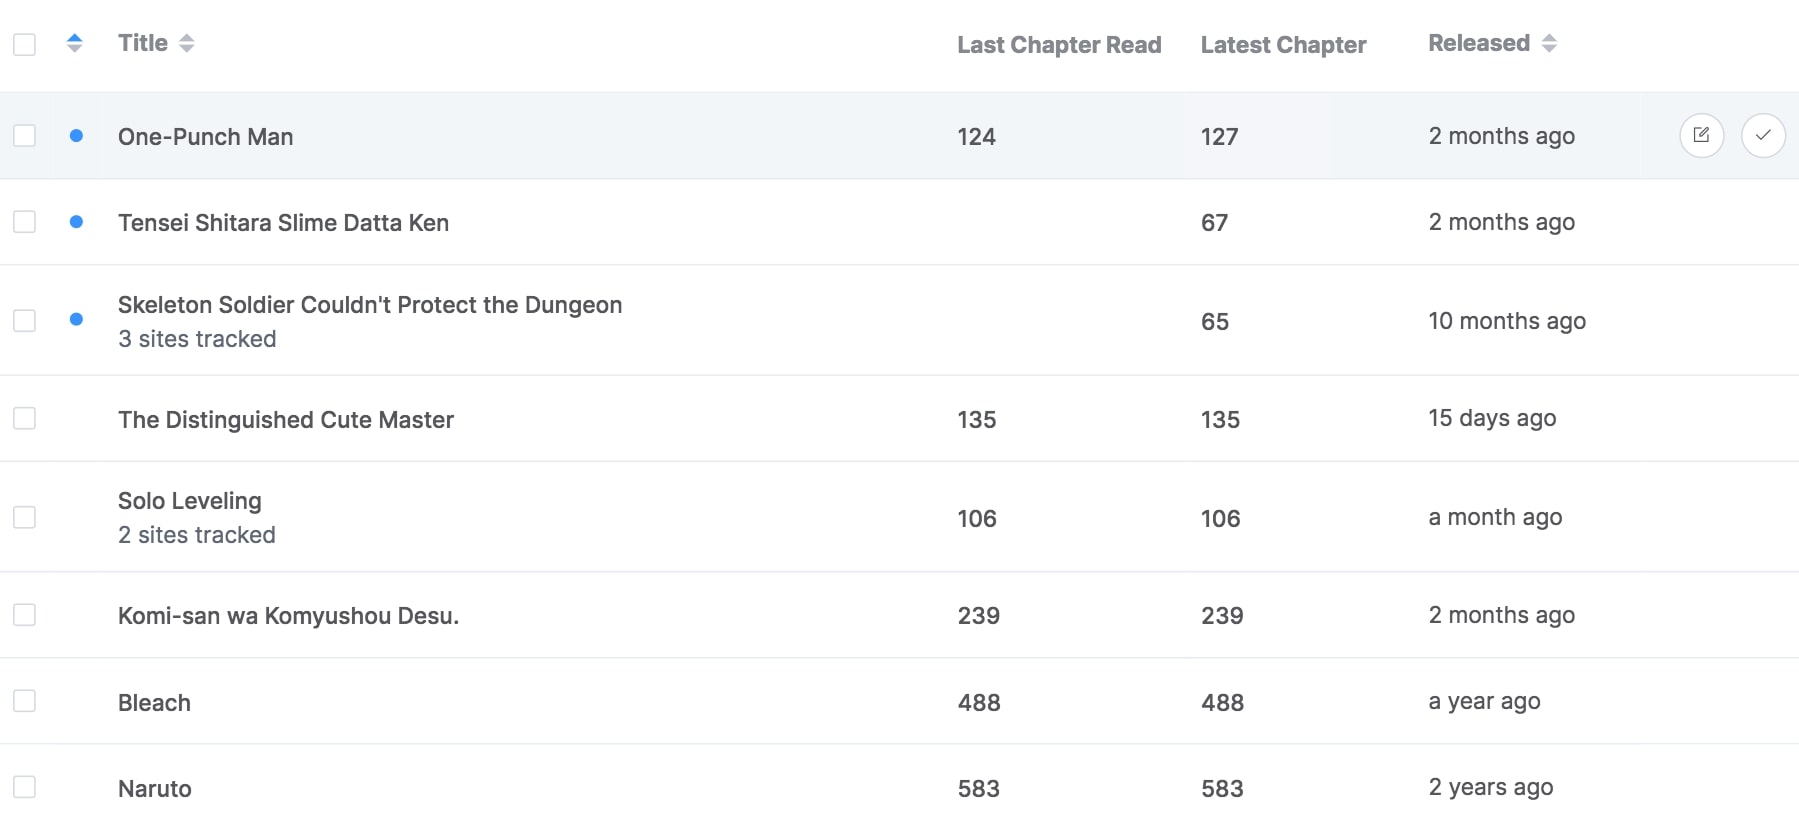 Title Last Chapter Read Latest Chapter Released
One-Punch Man 124 127 2 months ago
Tensei Shitara Slime Datta Ken 67 2 months ago
Skeleton Soldier Couldn't Protect the Dungeon
3 sites tracked
65 10 months ago
The Distinguished Cute Master 135 135 15 days ago
Solo Leveling
2 sites tracked
106 106 a month ago
Komi-san wa Komyushou Desu. 239 239 2 months ago
Bleach 488 488 a year ago
Naruto 583 583 2 years ago